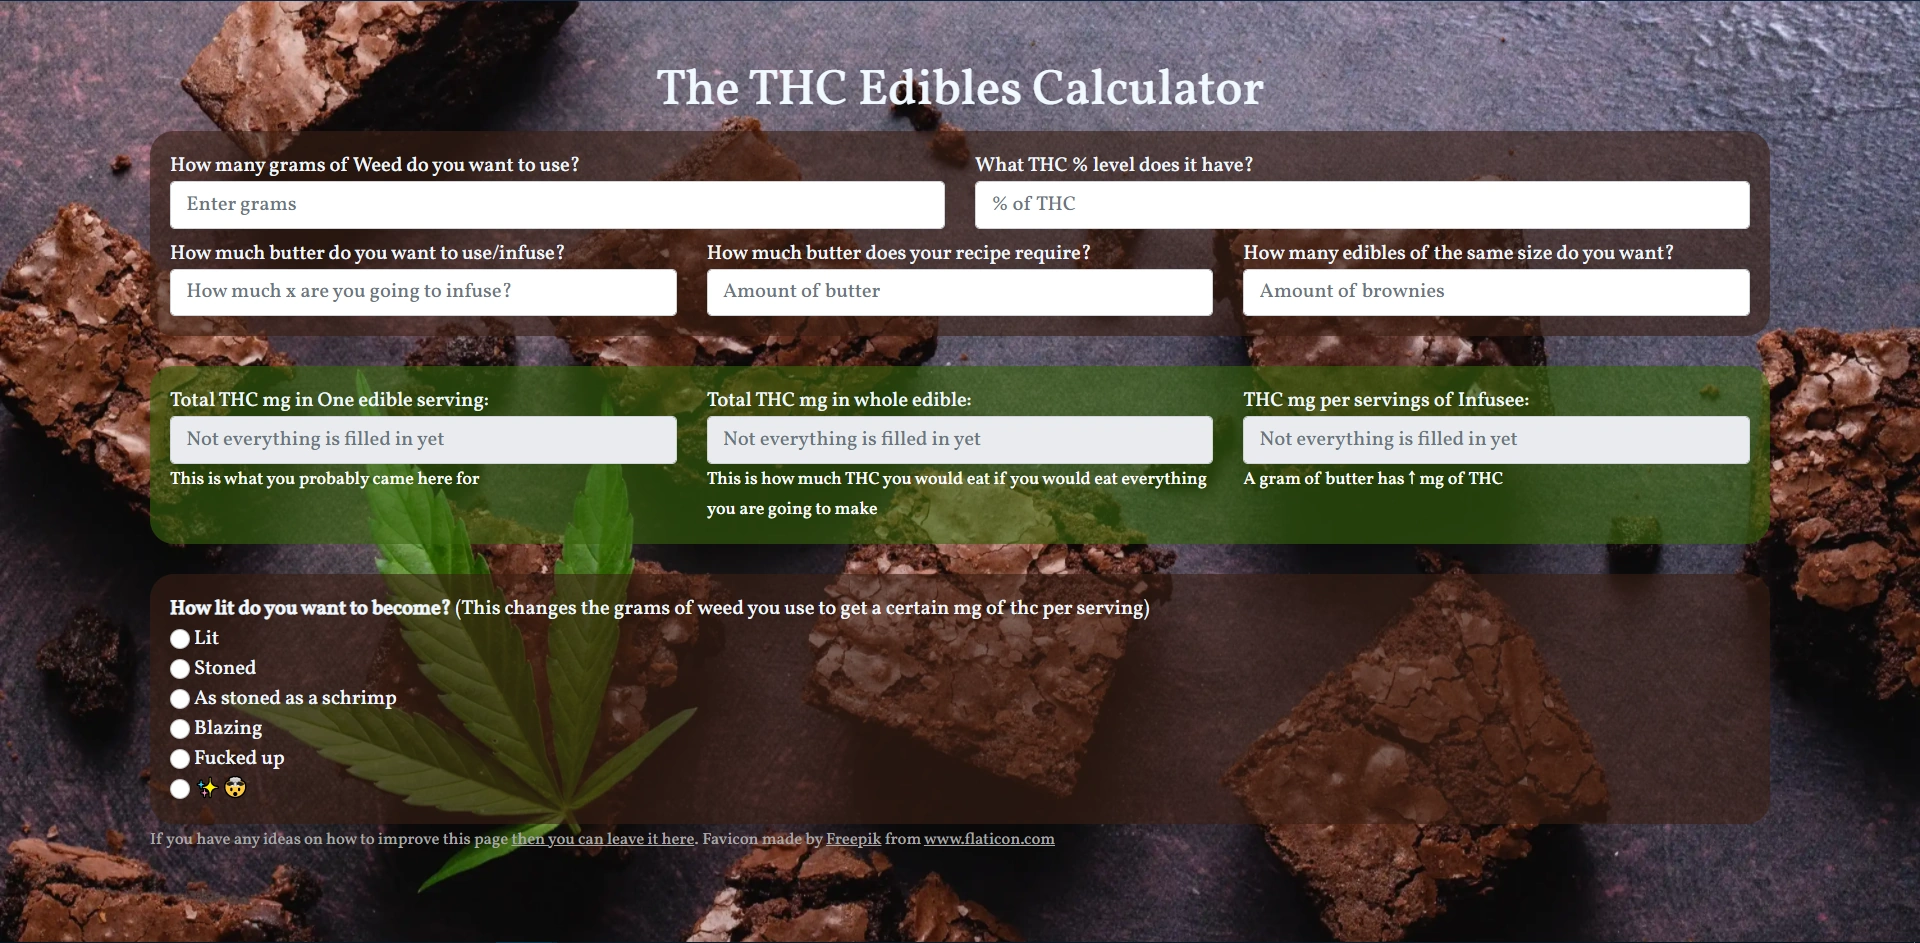 The THC Edibles Calculator
How many grams of Weed do you want to use?
What THC % level does it have?
Enter grams
% of THC
How much butter do you want to use/infuse?
How much butter does your recipe require?
How many edibles of the same size do you want?
How much x are you going to infuse?
Amount of butter
Amount of brownies
Total THC mg in One edible serving:
Total THC mg in whole edible:
THC mg per servings of Infusee:
Not everything is filled in yet
Not everything is filled in yet
Not everything is filled in yet
This is what you probably came here for
This is how much THC you would eat if you would eat everything
you are going to make
A gram of butter has ↑ mg of THC
How lit do you want to become? (This changes the grams of weed you use to get a certain mg of thc per serving)
Lit
Stoned
As stoned as a schrimp
Blazing
Fucked up
✨ 🤯
If you have any ideas on how to improve this page then you can leave it here. Favicon made by Freepik from www.flaticon.com